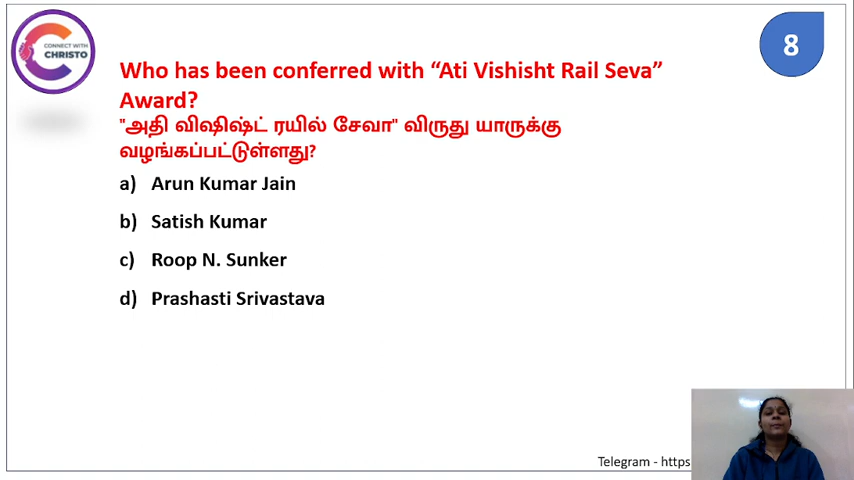 CONNECT WITH
CHRISTO
8
Who has been conferred with “Ati Vishisht Rail Seva”
Award?
"அதி விஷிஷ்ட் ரயில் சேவா" விருது யாருக்கு
வழங்கப்பட்டுள்ளது?
a) Arun Kumar Jain
b) Satish Kumar
c) Roop N. Sunker
d) Prashasti Srivastava
Telegram - https